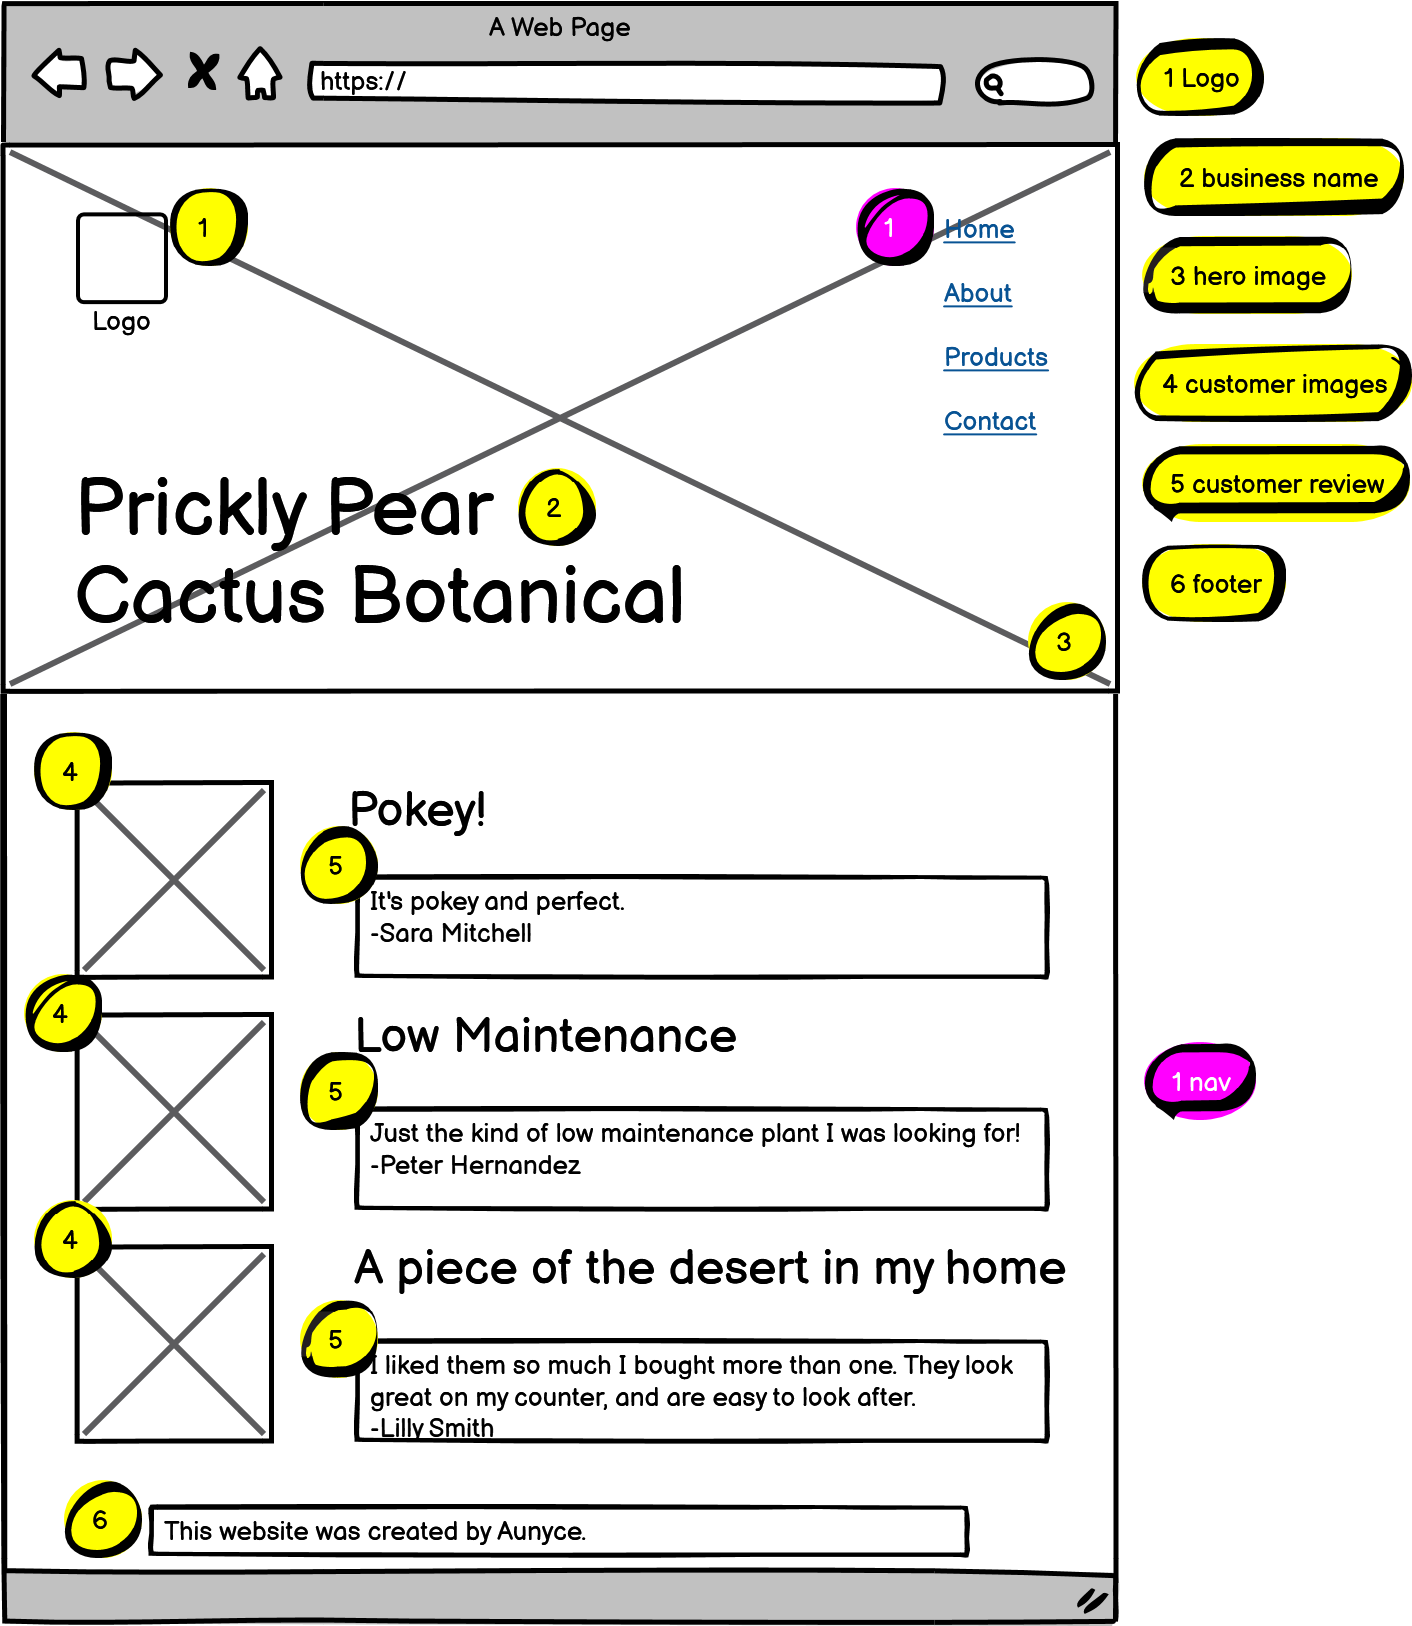 A Web Page
https://
1 Logo
2 business name
3 hero image
4 customer images
5 customer review
6 footer
1
1
Home
Logo
About
Products
Contact
Prickly Pear
2
Cactus Botanical
3
4
Pokey!
5
It's pokey and perfect.
-Sara Mitchell
4
Low Maintenance
5
Just the kind of low maintenance plant I was looking for!
-Peter Hernandez
1 nav
4
A piece of the desert in my home
5
I liked them so much I bought more than one. They look
great on my counter, and are easy to look after.
-Lilly Smith
6
This website was created by Aunyce.